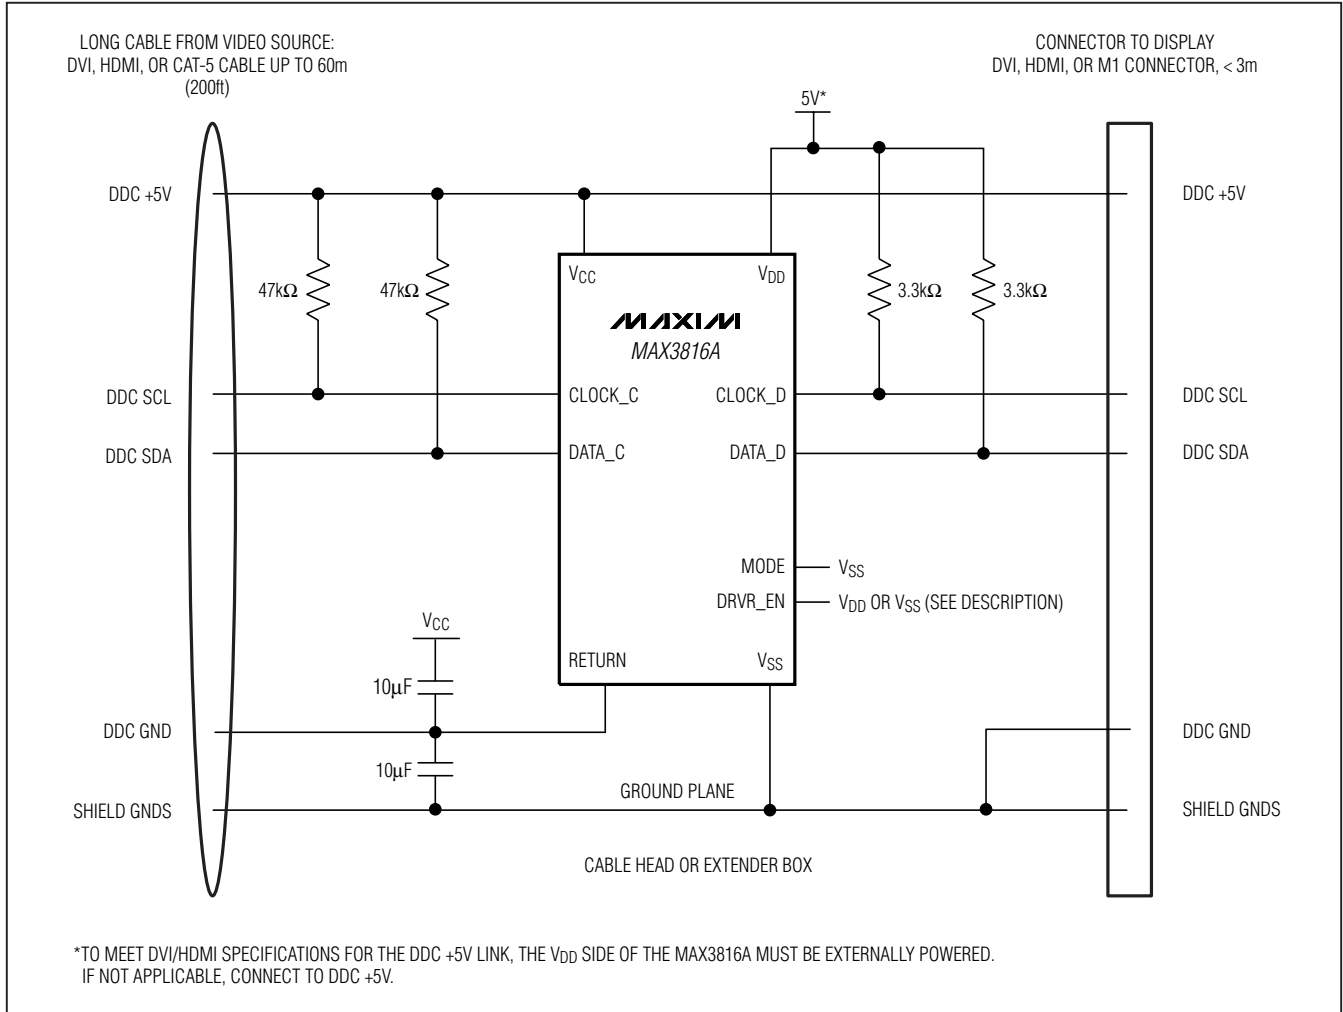 LONG CABLE FROM VIDEO SOURCE:
DVI, HDMI, OR CAT-5 CABLE UP TO 60m
(200ft)
CONNECTOR TO DISPLAY
DVI, HDMI, OR M1 CONNECTOR, < 3m
5V*
DDC +5V
DDC +5V
VCC
VDD
47kΩ
47kΩ
3.3kΩ
3.3kΩ
MAXIM
MAX3816A
DDC SCL
CLOCK_C
CLOCK_D
DDC SCL
DDC SDA
DATA_C
DATA_D
DDC SDA
MODE
VSS
DRVR_EN
VDD OR VSS (SEE DESCRIPTION)
VCC
RETURN
VSS
10μF
DDC GND
DDC GND
10μF
GROUND PLANE
SHIELD GNDS
SHIELD GNDS
CABLE HEAD OR EXTENDER BOX
*TO MEET DVI/HDMI SPECIFICATIONS FOR THE DDC +5V LINK, THE VDD SIDE OF THE MAX3816A MUST BE EXTERNALLY POWERED.
IF NOT APPLICABLE, CONNECT TO DDC +5V.